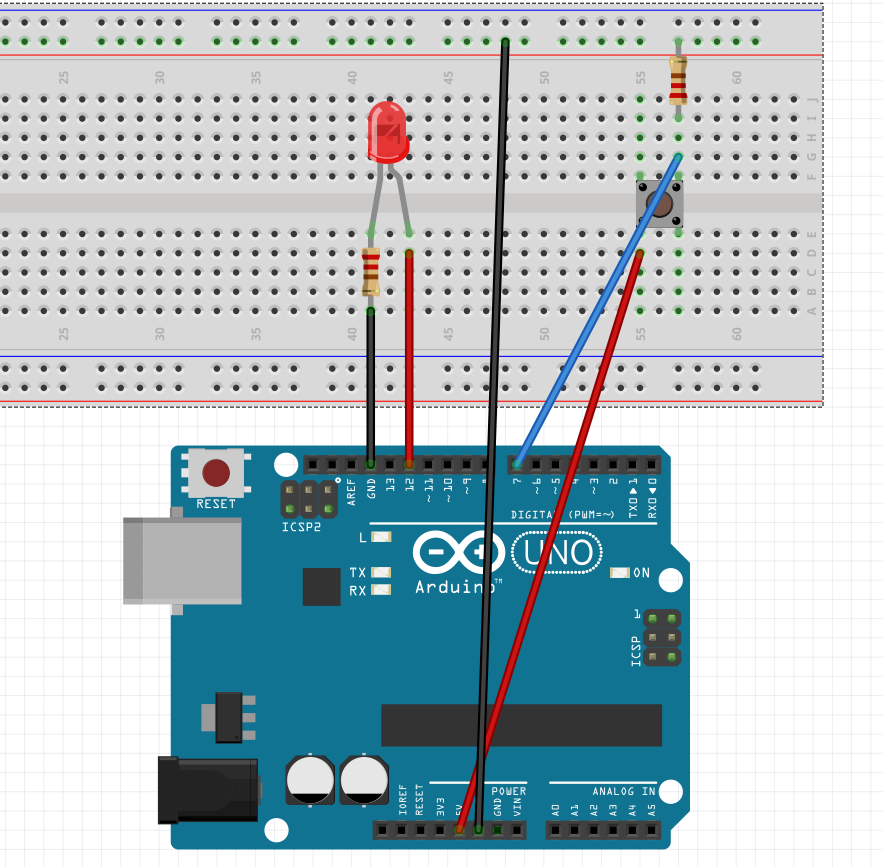 25 30 35 40 45 50 55 60
J
I
H
G
F
E
D
C
B
A
25 30 35 40 45 50 55 60
RESET
ICSP2
AREF
GND
13
12
~11
~10
~9
8
7
~6
~5
4
~3
2
TX0▶1
RX0◀0
DIGITAL (PWM=~)
L
TX
RX
Arduino™
UNO
ON
1
ICSP
POWER
ANALOG IN
IOREF
RESET
3V3
5V
GND
VIN
A0
A1
A2
A3
A4
A5